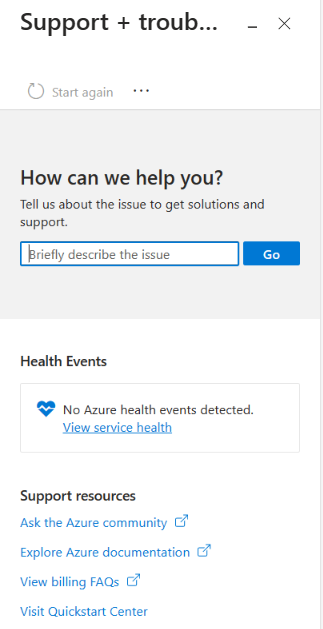 Support + troub...
Start again
How can we help you?
Tell us about the issue to get solutions and
support.
Briefly describe the issue
Go
Health Events
No Azure health events detected.
View service health
Support resources
Ask the Azure community
Explore Azure documentation
View billing FAQs
Visit Quickstart Center